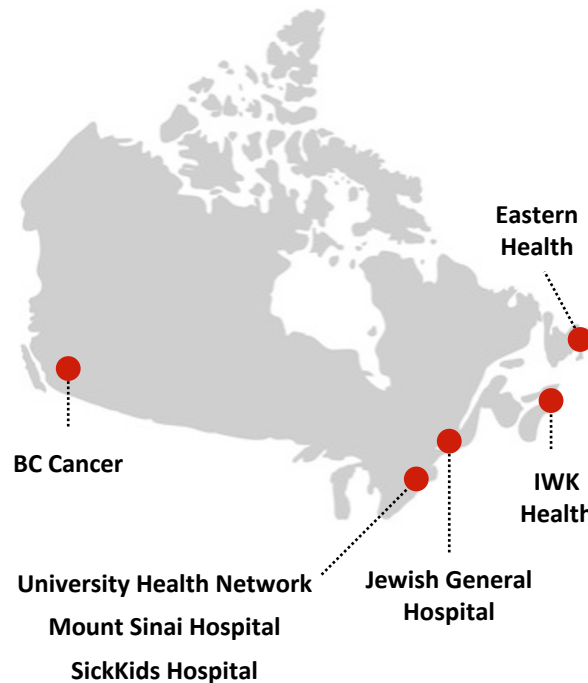 Eastern
Health
BC Cancer
IWK
Health
University Health Network
Mount Sinai Hospital
SickKids Hospital
Jewish General
Hospital